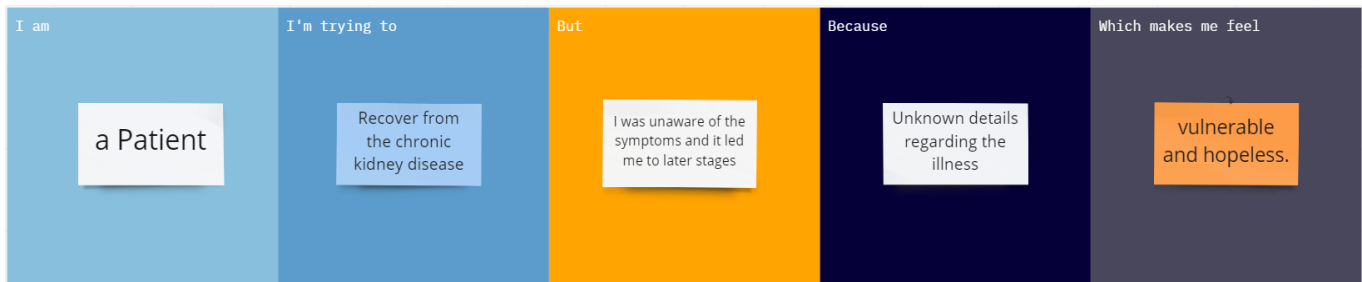 I am
a Patient
I'm trying to
Recover from
the chronic
kidney disease
But
I was unaware of the
symptoms and it led
me to later stages
Because
Unknown details
regarding the
illness
Which makes me feel
vulnerable
and hopeless.